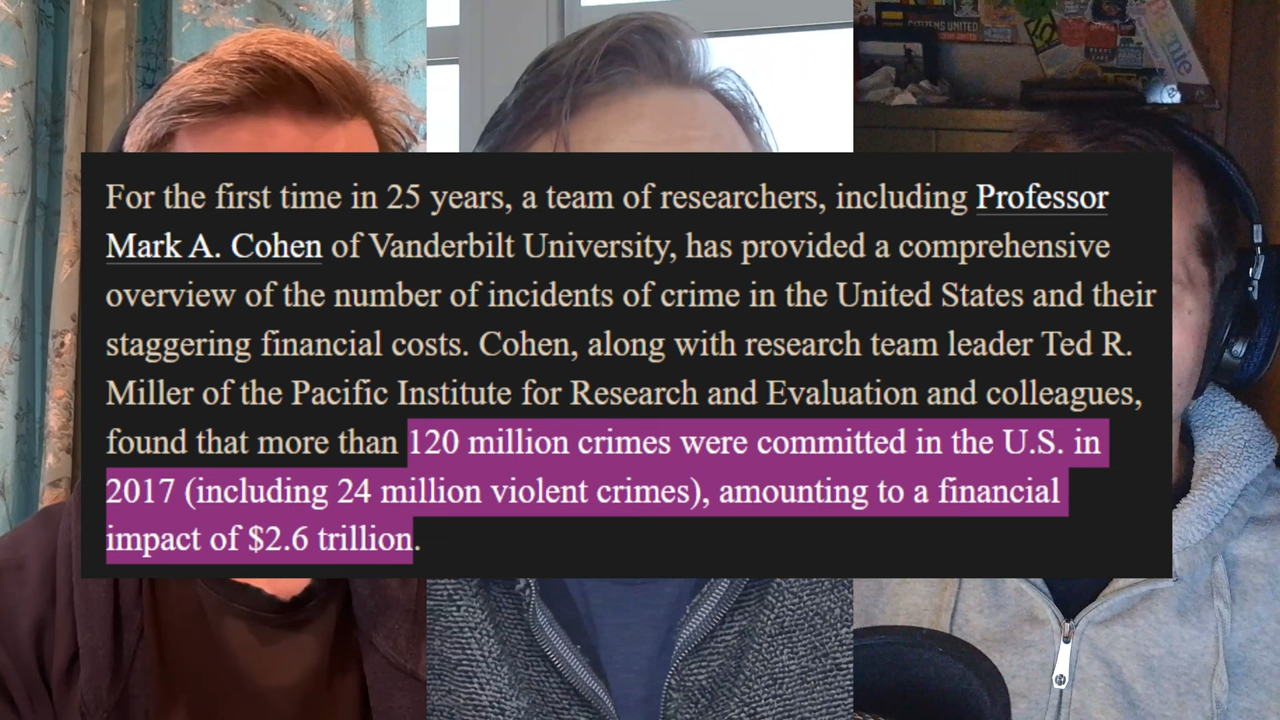 CITIZENS UNITED
Bernie
For the first time in 25 years, a team of researchers, including Professor
Mark A. Cohen of Vanderbilt University, has provided a comprehensive
overview of the number of incidents of crime in the United States and their
staggering financial costs. Cohen, along with research team leader Ted R.
Miller of the Pacific Institute for Research and Evaluation and colleagues,
found that more than 120 million crimes were committed in the U.S. in
2017 (including 24 million violent crimes), amounting to a financial
impact of $2.6 trillion.